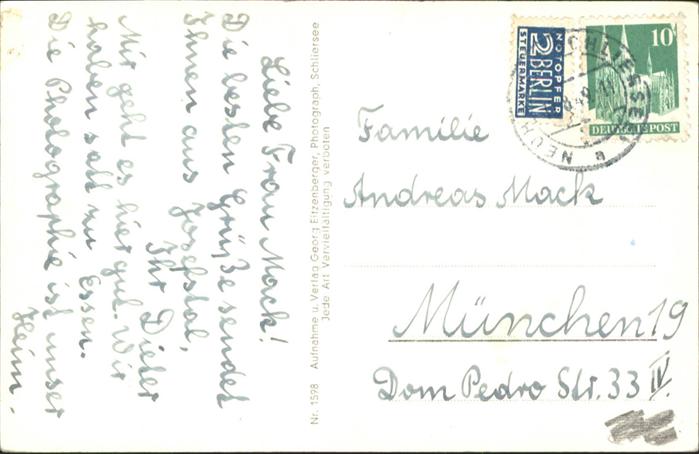 Liebe Frau Mack!
Die besten Grüße sendet
Ihnen aus Josefstal,
Ihr Dieter
Mir geht es hier gut. Wir
haben satt zu Essen.
Die Photographie ist unser
Heim.
Nr. 1598 Aufnahme u. Verlag Georg Eitzenberger, Photograph, Schliersee
Jede Art Vervielfältigung verboten
NOTOPFER
2 BERLIN
STEUERMARKE
10
DEUTSCHE POST
Familie
Andreas Mack
München 19
Dom Pedro Str. 33 IV.